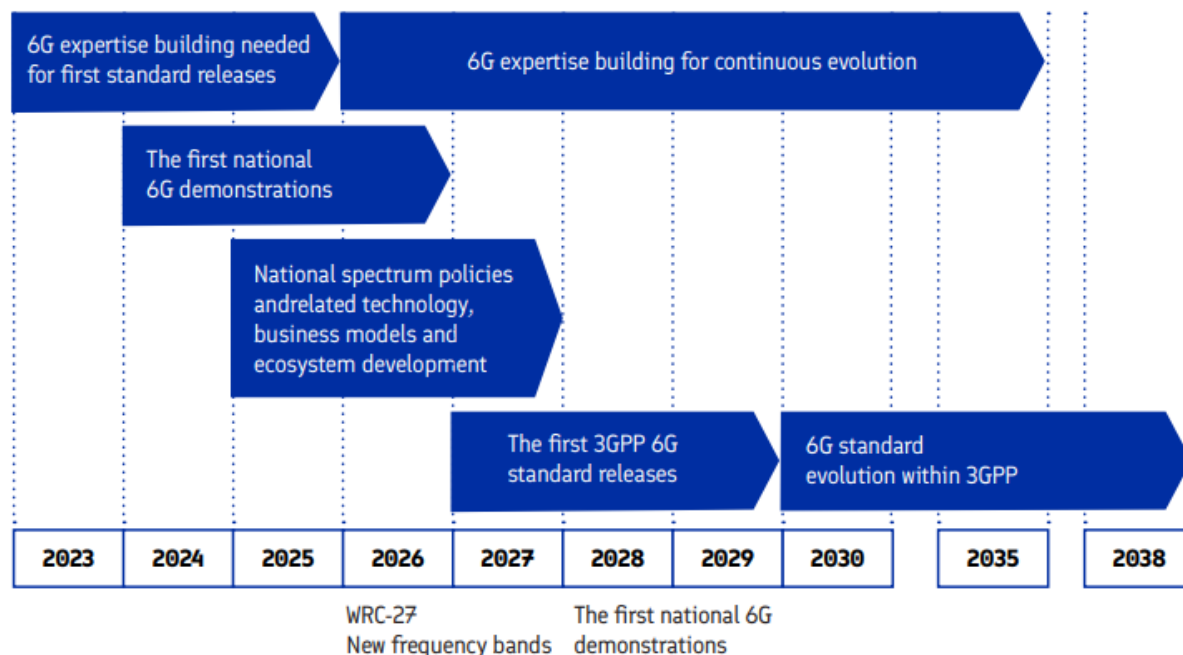 6G expertise building needed
for first standard releases
6G expertise building for continuous evolution
The first national
6G demonstrations
National spectrum policies
andrelated technology,
business models and
ecosystem development
The first 3GPP 6G
standard releases
6G standard
evolution within 3GPP
2023 2024 2025 2026 2027 2028 2029 2030 2035 2038
WRC-27
New frequency bands
The first national 6G
demonstrations